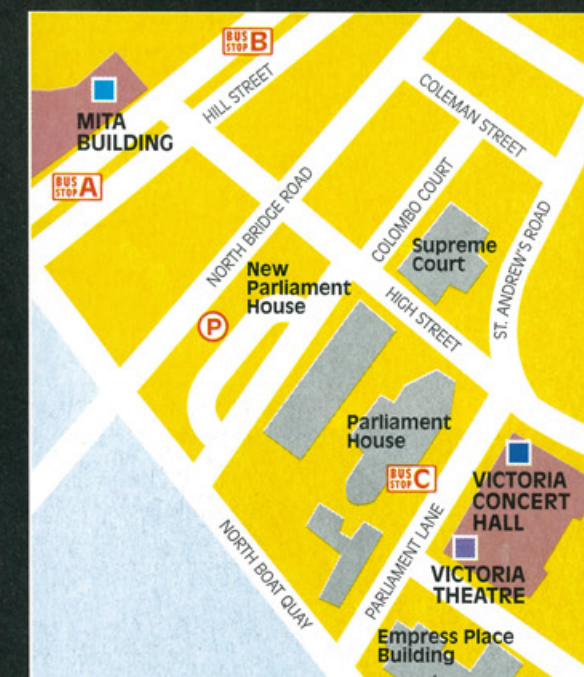 BUS
STOP B
HILL STREET
MITA
BUILDING
BUS
STOP A
COLEMAN STREET
NORTH BRIDGE ROAD
COLOMBO COURT
Supreme
Court
ST. ANDREW'S ROAD
New
Parliament
House
HIGH STREET
P
Parliament
House
BUS
STOP C
VICTORIA
CONCERT
HALL
NORTH BOAT QUAY
PARLIAMENT LANE
VICTORIA
THEATRE
Empress Place
Building